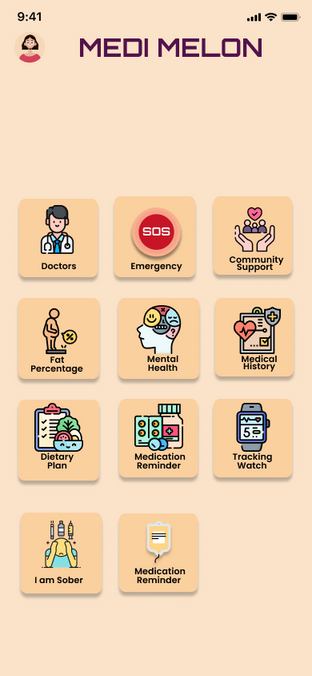 9:41
MEDI MELON
Doctors
SOS
Emergency
Community
Support
Fat
Percentage
Mental
Health
Medical
History
Dietary
Plan
Medication
Reminder
5
Tracking
Watch
I am Sober
Medication
Reminder